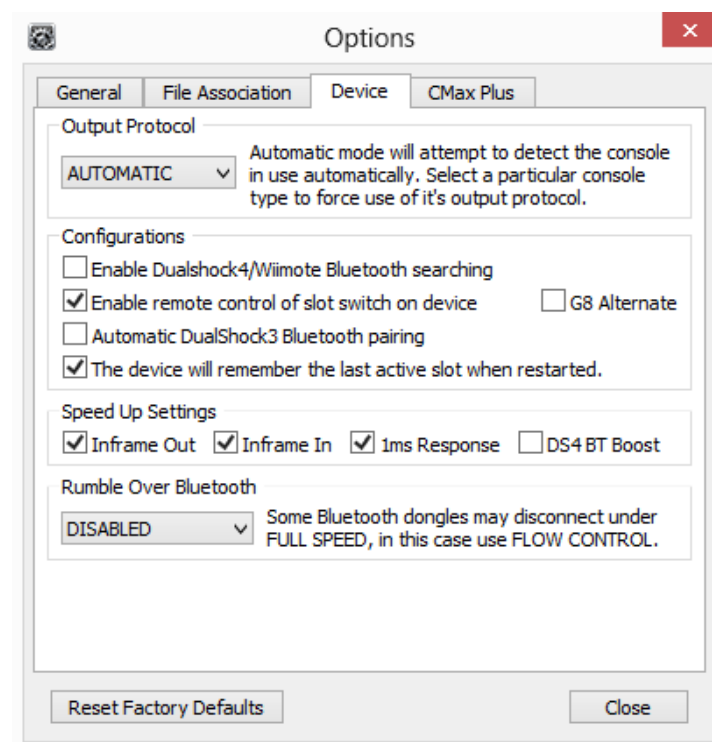 Options
General File Association Device CMax Plus
Output Protocol
AUTOMATIC
Automatic mode will attempt to detect the console
in use automatically. Select a particular console
type to force use of it's output protocol.
Configurations
Enable Dualshock4/Wiimote Bluetooth searching
Enable remote control of slot switch on device G8 Alternate
Automatic DualShock3 Bluetooth pairing
The device will remember the last active slot when restarted.
Speed Up Settings
Inframe Out Inframe In 1ms Response DS4 BT Boost
Rumble Over Bluetooth
DISABLED
Some Bluetooth dongles may disconnect under
FULL SPEED, in this case use FLOW CONTROL.
Reset Factory Defaults Close